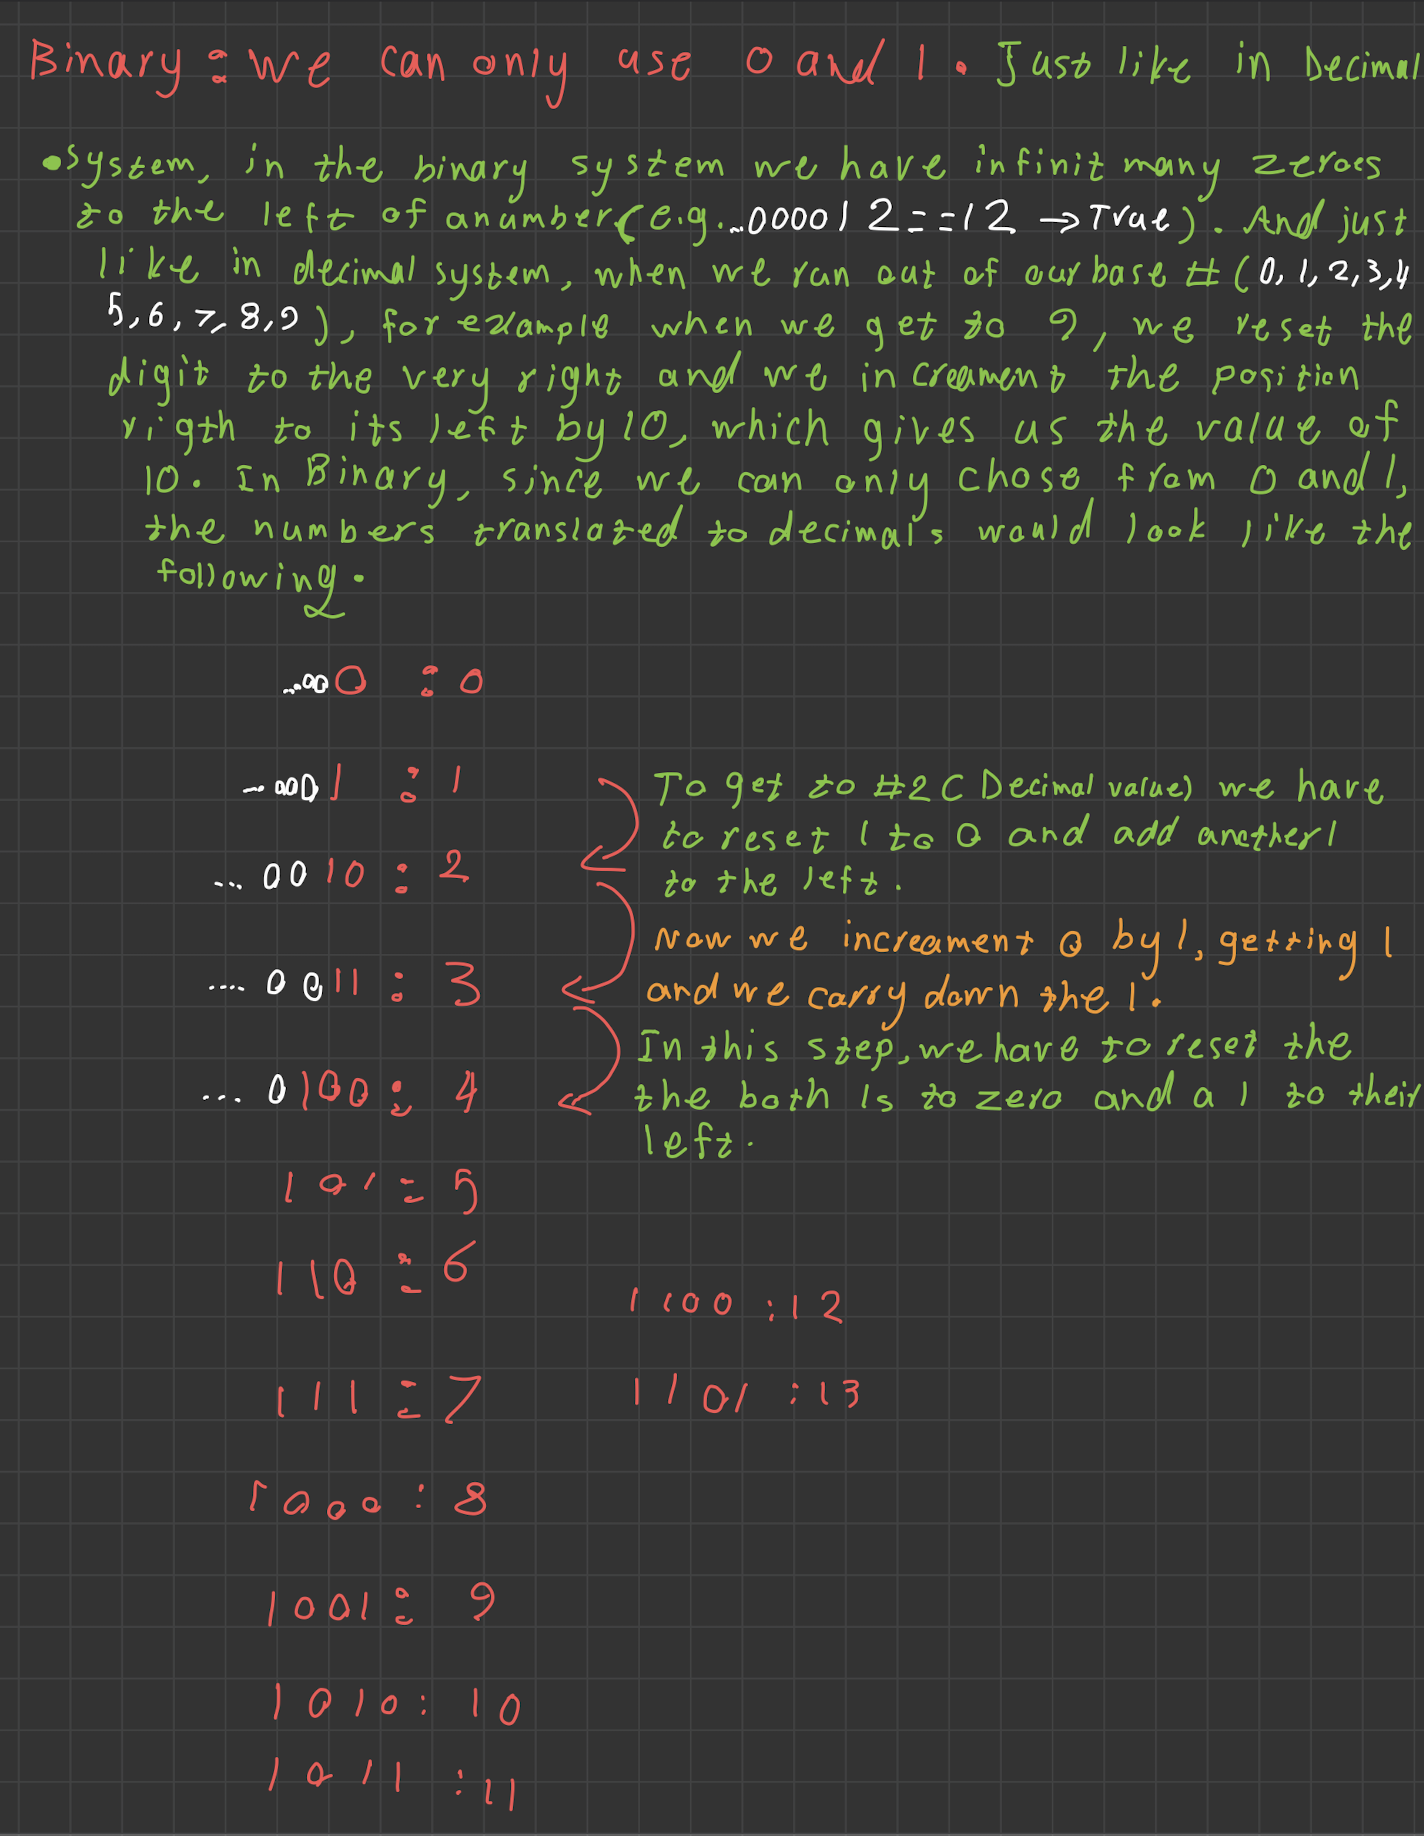 Binary: we can only use 0 and 1. Just like in Decimal
•System, in the binary system we have infinit many zeroes
to the left of a number(e.g. ...000012==12 → True). And just
like in decimal system, when we run out of our base #(0,1,2,3,4
5,6,7,8,9), for example when we get to 9, we reset the
digit to the very right and we increament the position
rigth to its left by 10, which gives us the value of
10. In Binary, since we can only chose from 0 and 1,
the numbers translated to decimals would look like the
following.
...000 : 0
...0001 : 1
To get to #2 (Decimal value) we have
to reset 1 to 0 and add another 1
to the left.
...0010 : 2
Now we increament 0 by 1, getting 1
and we carry down the 1.
....0011 : 3
In this step, we have to reset the
the both 1s to zero and a 1 to their
left.
...0100 : 4
101 : 5
110 : 6
111 : 7
1000 : 8
1001 : 9
1010 : 10
1011 : 11
1100 : 12
1101 : 13